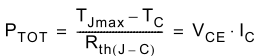 P_TOT = (T_Jmax − T_C) / R_th(J-C) = V_CE · I_C